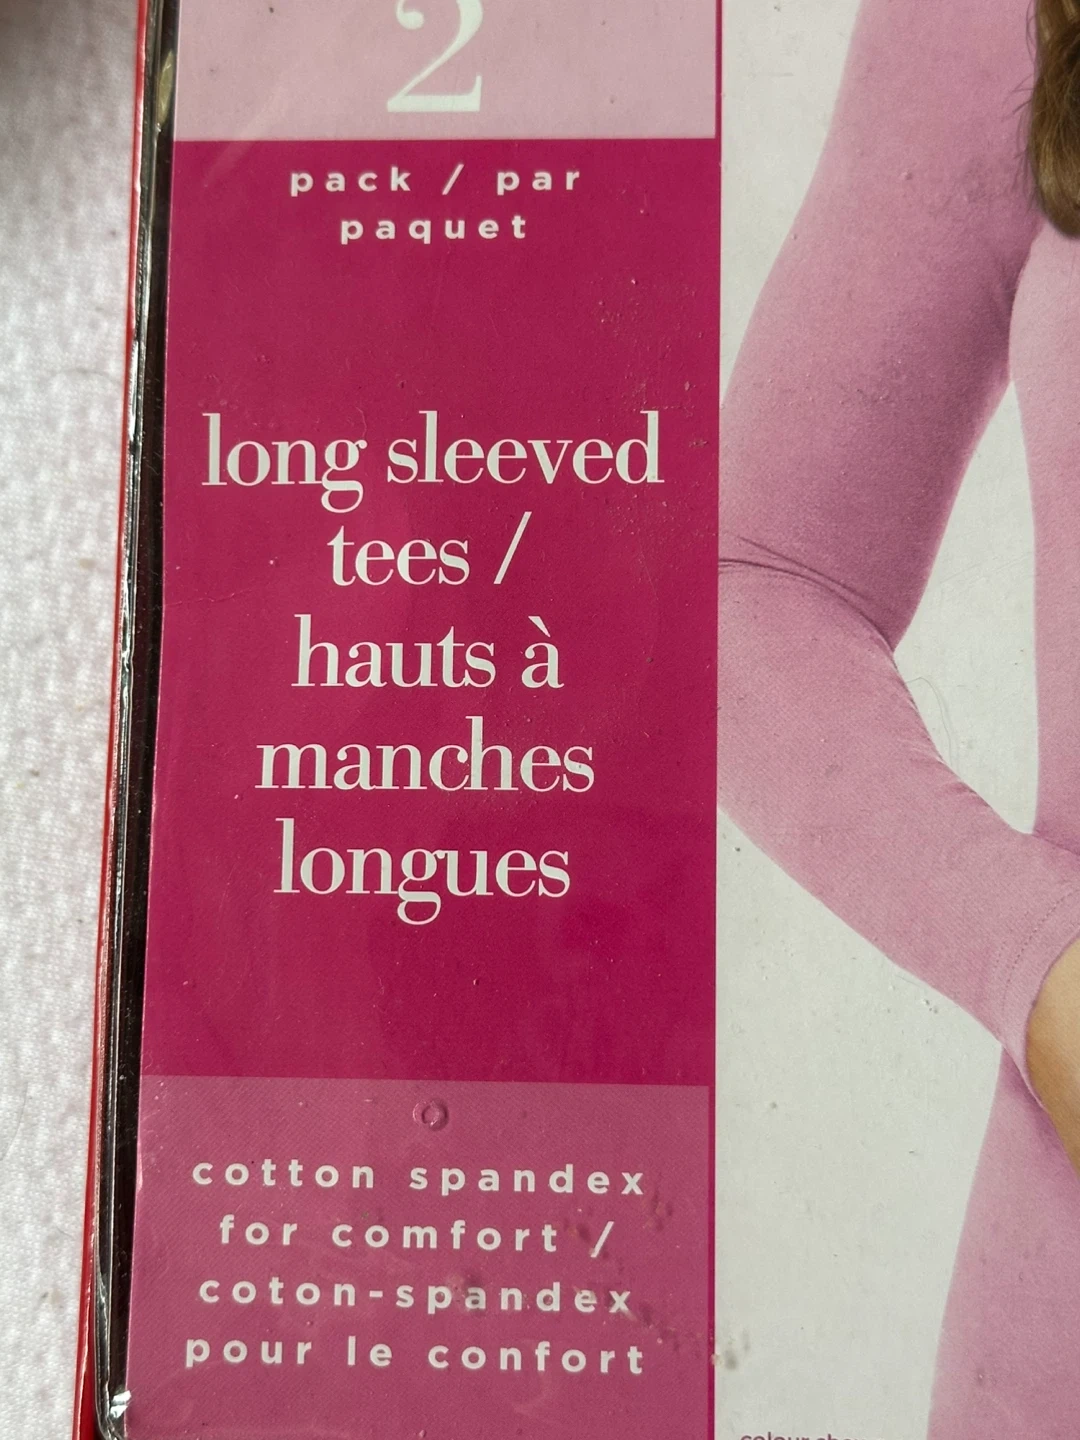 2
pack / par
paquet
long sleeved
tees /
hauts à
manches
longues
cotton spandex
for comfort /
coton-spandex
pour le confort
colour